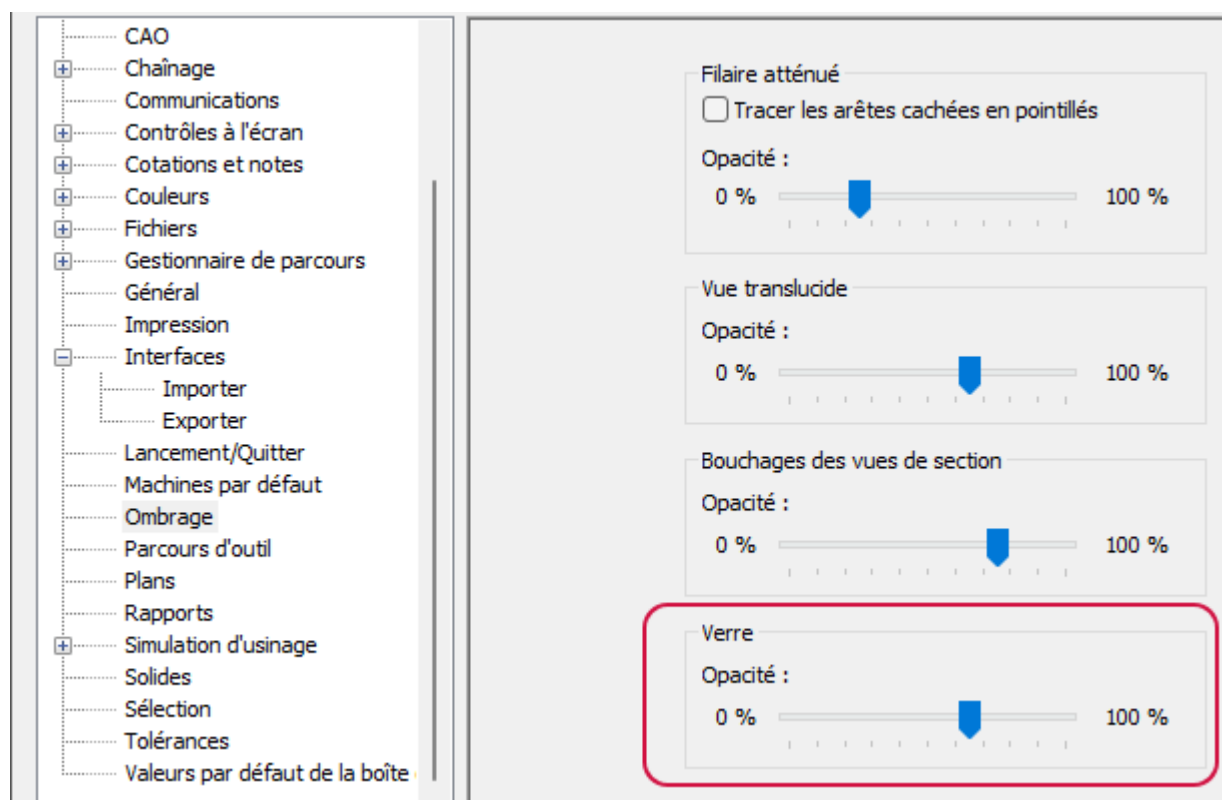 CAO
Chaînage
Communications
Contrôles à l'écran
Cotations et notes
Couleurs
Fichiers
Gestionnaire de parcours
Général
Impression
Interfaces
Importer
Exporter
Lancement/Quitter
Machines par défaut
Ombrage
Parcours d'outil
Plans
Rapports
Simulation d'usinage
Solides
Sélection
Tolérances
Valeurs par défaut de la boîte
Filaire atténué
Tracer les arêtes cachées en pointillés
Opacité :
0 % 100 %
Vue translucide
Opacité :
0 % 100 %
Bouchages des vues de section
Opacité :
0 % 100 %
Verre
Opacité :
0 % 100 %